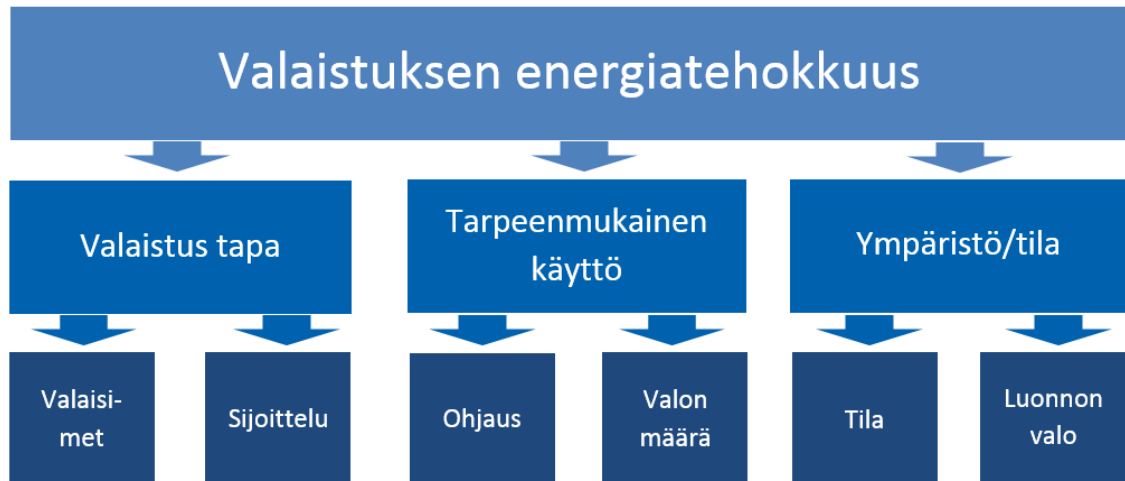 Valaistuksen energiatehokkuus
Valaistus tapa
Tarpeenmukainen
käyttö
Ympäristö/tila
Valaisi-
met
Sijoittelu
Ohjaus
Valon
määrä
Tila
Luonnon
valo